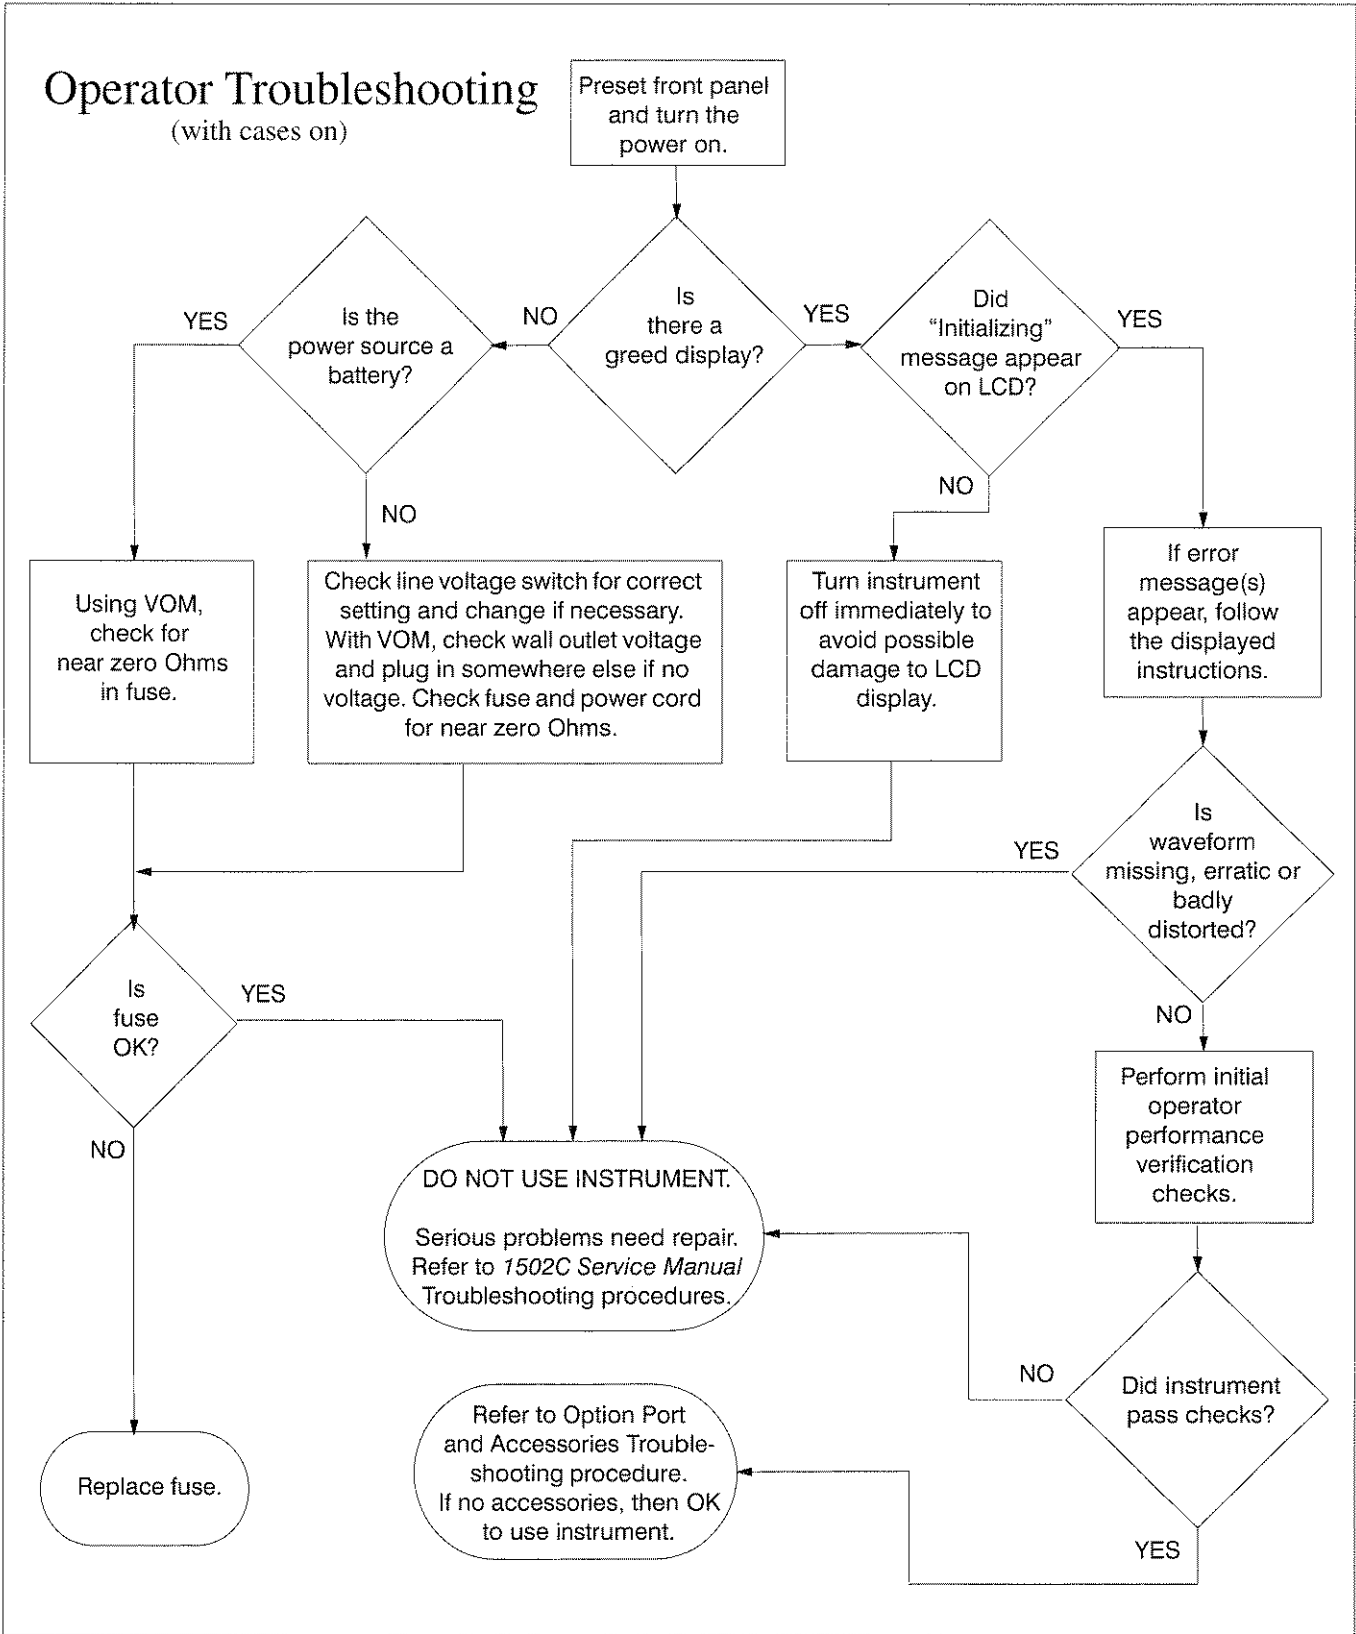 Operator Troubleshooting
(with cases on)
Preset front panel
and turn the
power on.
Is
there a
greed display?
NO
YES
Is the
power source a
battery?
YES
NO
Did
“Initializing”
message appear
on LCD?
YES
NO
Using VOM,
check for
near zero Ohms
in fuse.
Check line voltage switch for correct
setting and change if necessary.
With VOM, check wall outlet voltage
and plug in somewhere else if no
voltage. Check fuse and power cord
for near zero Ohms.
Turn instrument
off immediately to
avoid possible
damage to LCD
display.
If error
message(s)
appear, follow
the displayed
instructions.
Is
waveform
missing, erratic or
badly
distorted?
YES
NO
Is
fuse
OK?
YES
NO
Perform initial
operator
performance
verification
checks.
DO NOT USE INSTRUMENT.
Serious problems need repair.
Refer to 1502C Service Manual
Troubleshooting procedures.
Did instrument
pass checks?
NO
YES
Refer to Option Port
and Accessories Trouble-
shooting procedure.
If no accessories, then OK
to use instrument.
Replace fuse.